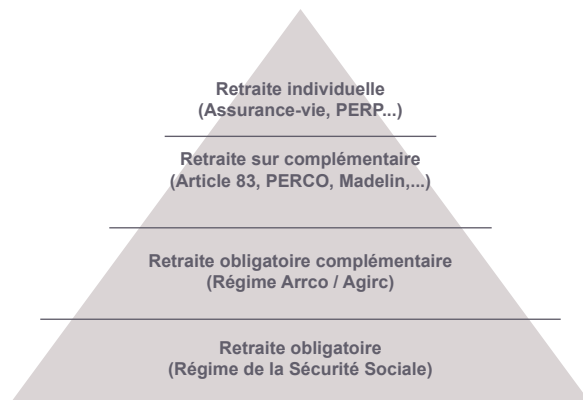 Retraite individuelle
(Assurance-vie, PERP...)
Retraite sur complémentaire
(Article 83, PERCO, Madelin,...)
Retraite obligatoire complémentaire
(Régime Arrco / Agirc)
Retraite obligatoire
(Régime de la Sécurité Sociale)